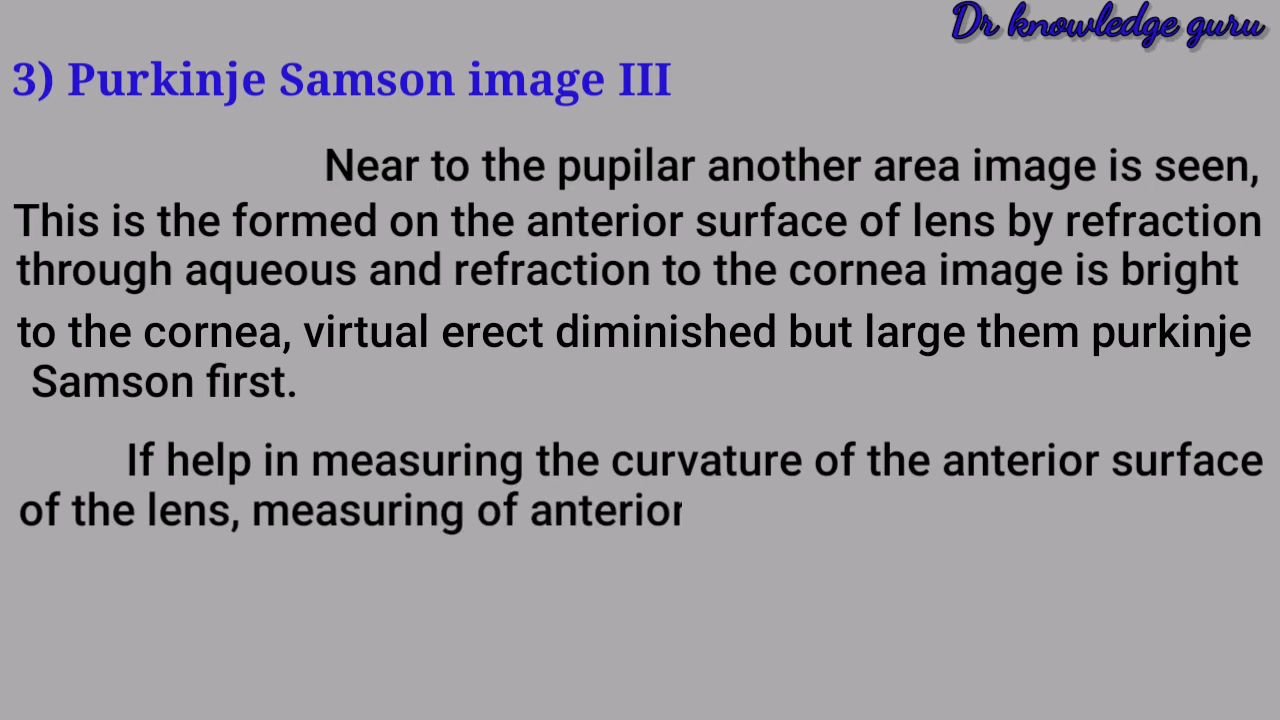 Dr knowledge guru
3) Purkinje Samson image III
Near to the pupilar another area image is seen,
This is the formed on the anterior surface of lens by refraction
through aqueous and refraction to the cornea image is bright
to the cornea, virtual erect diminished but large them purkinje
Samson first.
If help in measuring the curvature of the anterior surface
of the lens, measuring of anterior